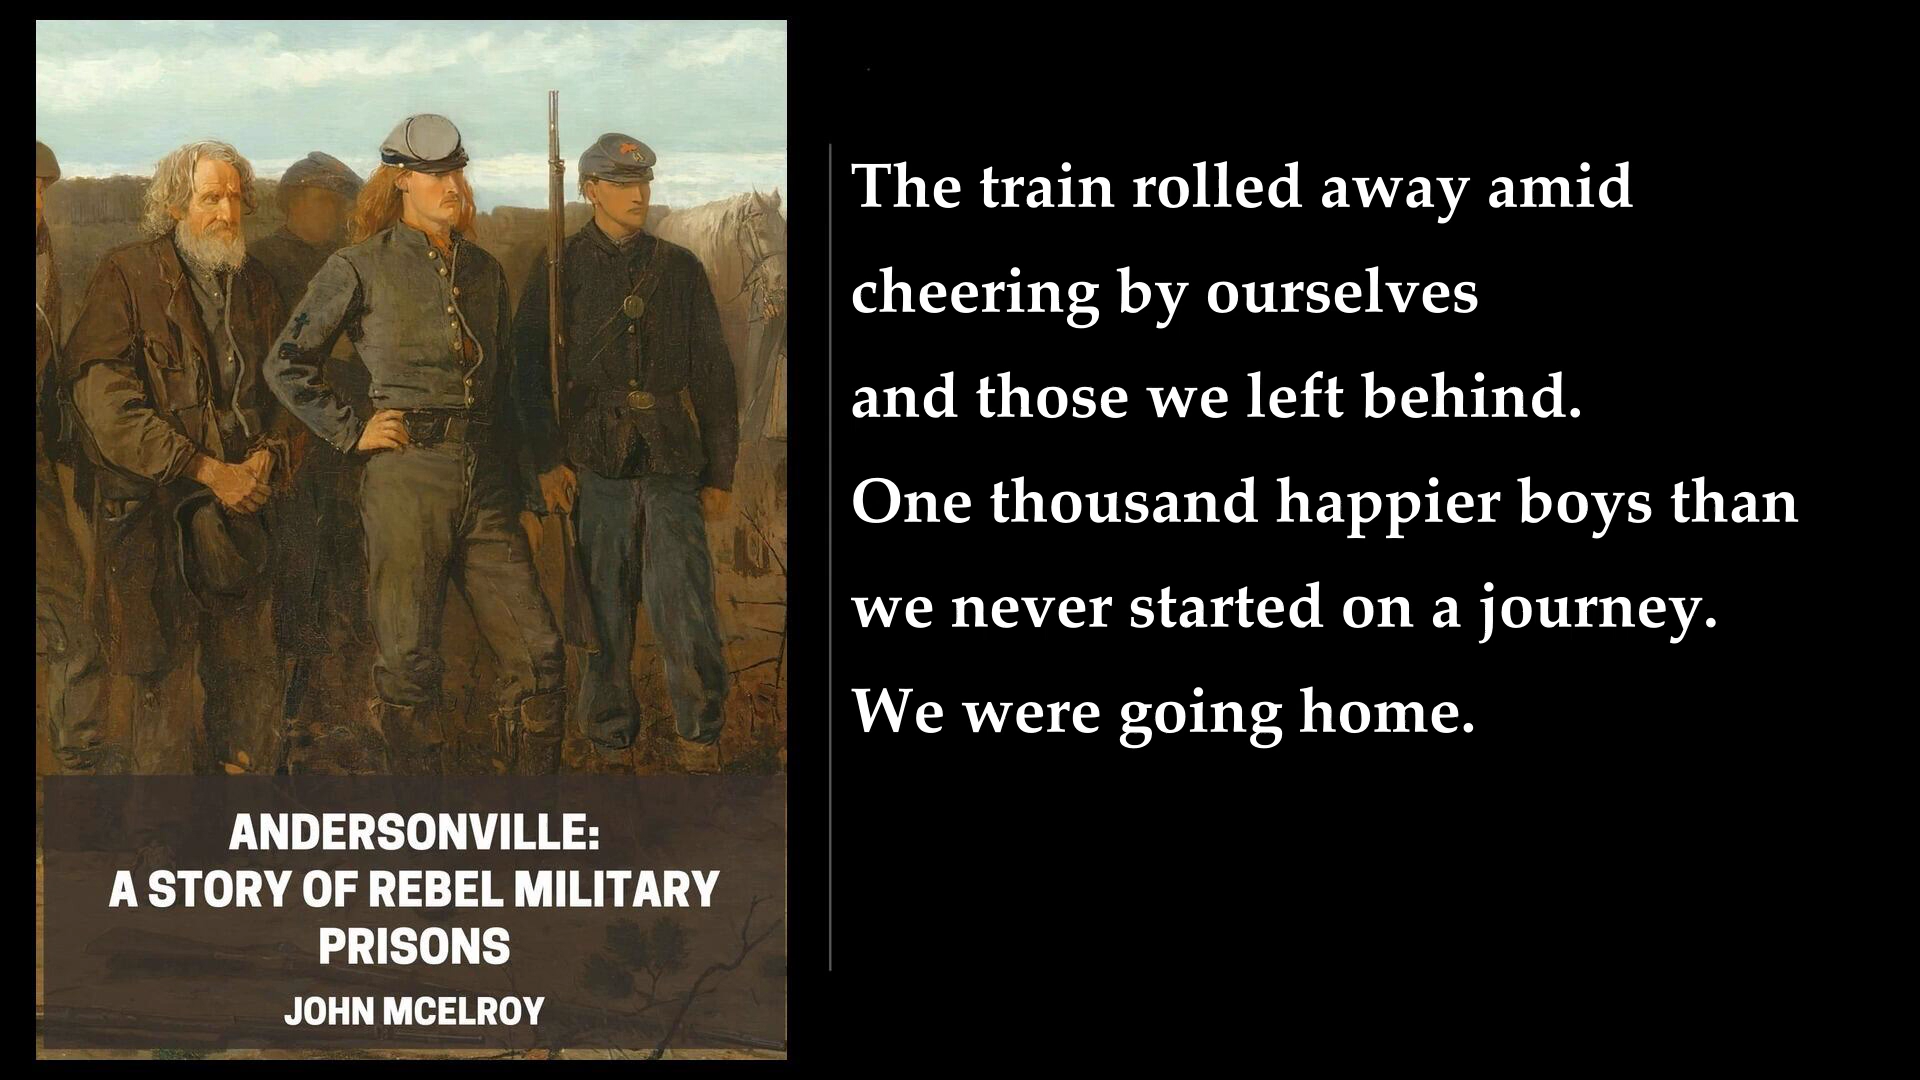 The train rolled away amid
cheering by ourselves
and those we left behind.
One thousand happier boys than
we never started on a journey.
We were going home.
ANDERSONVILLE:
A STORY OF REBEL MILITARY
PRISONS
JOHN MCELROY